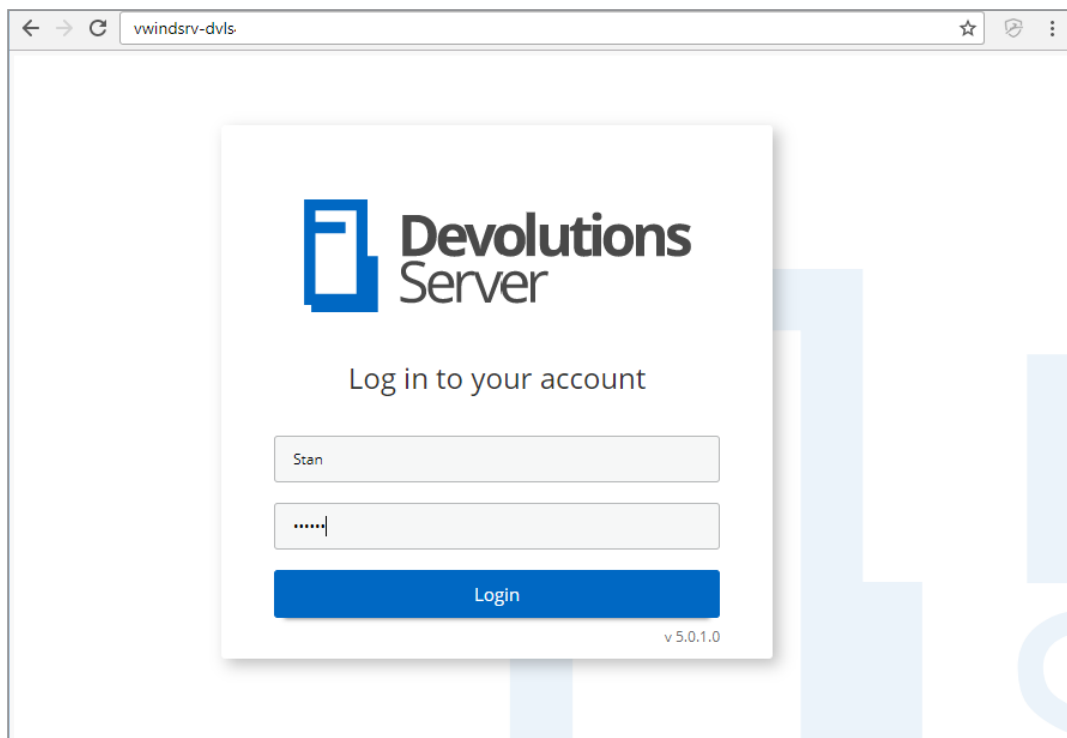 vwindsrv-dvls
Devolutions
Server
Log in to your account
Stan
••••••
Login
v 5.0.1.0